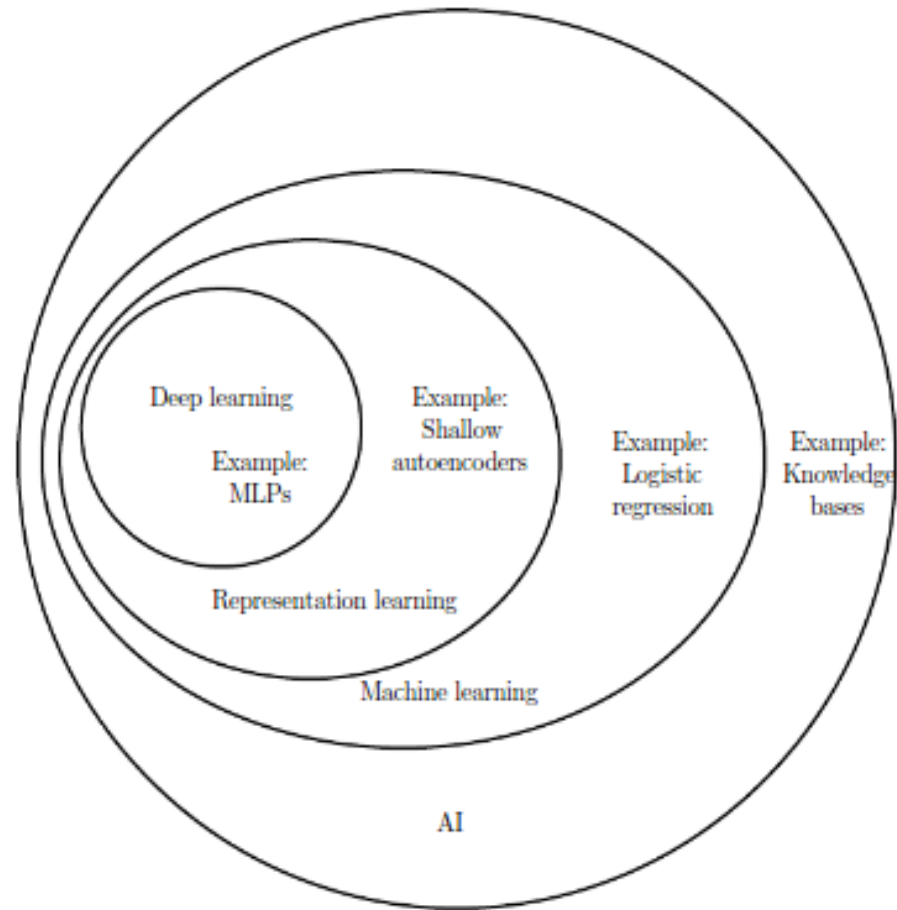 Deep learning
Example:
MLPs
Example:
Shallow
autoencoders
Example:
Logistic
regression
Example:
Knowledge
bases
Representation learning
Machine learning
AI